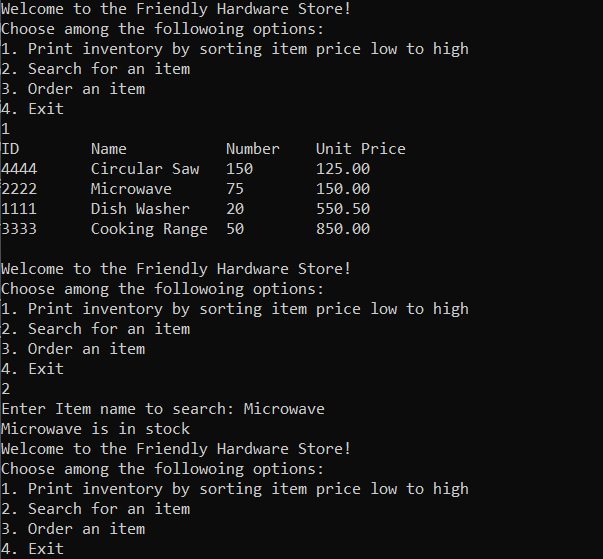 Welcome to the Friendly Hardware Store!
Choose among the followoing options:
1. Print inventory by sorting item price low to high
2. Search for an item
3. Order an item
4. Exit
1
ID        Name           Number    Unit Price
4444      Circular Saw   150       125.00
2222      Microwave      75        150.00
1111      Dish Washer    20        550.50
3333      Cooking Range  50        850.00

Welcome to the Friendly Hardware Store!
Choose among the followoing options:
1. Print inventory by sorting item price low to high
2. Search for an item
3. Order an item
4. Exit
2
Enter Item name to search: Microwave
Microwave is in stock
Welcome to the Friendly Hardware Store!
Choose among the followoing options:
1. Print inventory by sorting item price low to high
2. Search for an item
3. Order an item
4. Exit